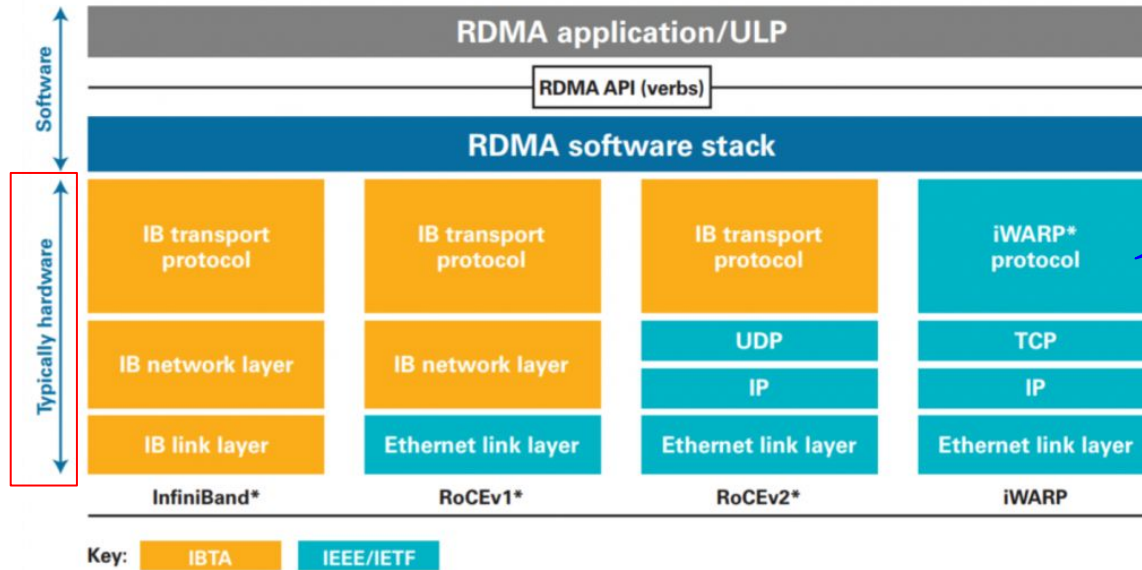 RDMA application/ULP
RDMA API (verbs)
Software
RDMA software stack
Typically hardware
IB transport
protocol
IB network layer
IB link layer
InfiniBand*
IB transport
protocol
IB network layer
Ethernet link layer
RoCEv1*
IB transport
protocol
UDP
IP
Ethernet link layer
RoCEv2*
iWARP*
protocol
TCP
IP
Ethernet link layer
iWARP
Key:
IBTA
IEEE/IETF